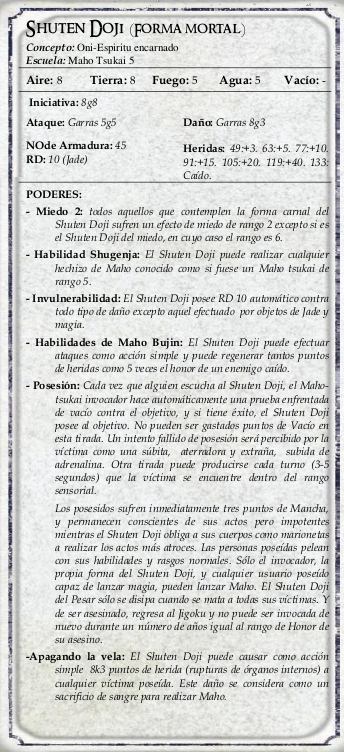 SHUTEN DOJI (FORMA MORTAL)
Concepto: Oni-Espiritu encarnado
Escuela: Maho Tsukai 5
Aire: 8 Tierra: 8 Fuego: 5 Agua: 5 Vacío: -
Iniciativa: 8g8
Ataque: Garras 5g5 Daño: Garras 8g3
NOde Armadura: 45
RD: 10 (Jade)
Heridas: 49:+3. 63:+5. 77:+10.
91:+15. 105:+20. 119:+40. 133:
Caído.
PODERES:
- Miedo 2: todos aquellos que contemplen la forma carnal del
Shuten Doji sufren un efecto de miedo de rango 2 excepto si es
el Shuten Doji del miedo, en cuyo caso el rango es 6.
- Habilidad Shugenja: El Shuten Doji puede realizar cualquier
hechizo de Maho conocido como si fuese un Maho tsukai de
rango 5.
- Invulnerabilidad: El Shuten Doji posee RD 10 automático contra
todo tipo de daño excepto aquel efectuado por objetos de Jade y
magia.
- Habilidades de Maho Bujin: El Shuten Doji puede efectuar
ataques como acción simple y puede regenerar tantos puntos
de heridas como 5 veces el honor de un enemigo caído.
- Posesión: Cada vez que alguien escucha al Shuten Doji, el Maho-
tsukai invocador hace automáticamente una prueba enfrentada
de vacío contra el objetivo, y si tiene éxito, el Shuten Doji
posee al objetivo. No pueden ser gastados puntos de Vacío en
esta tirada. Un intento fallido de posesión será percibido por la
víctima como una súbita, aterradora y extraña, subida de
adrenalina. Otra tirada puede producirse cada turno (3-5
segundos) que la víctima se encuentre dentro del rango
sensorial.
Los posesidos sufren inmediatamente tres puntos de Mancha,
y permanecen conscientes de sus actos pero impotentes
mientras el Shuten Doji obliga a sus cuerpos como marionetas
a realizar los actos más atroces. Las personas poseídas pelean
con sus habilidades y rasgos normales. Sólo el invocador, la
propia forma del Shuten Doji, y cualquier usuario poseído
capaz de lanzar magia, pueden lanzar Maho. El Shuten Doji
del Pesar sólo se disipa cuando se mata a todas sus víctimas. Y
de ser asesinado, regresa al Jigoku y no puede ser invocada de
nuevo durante un número de años igual al rango de Honor de
su asesino.
-Apagando la vela: El Shuten Doji puede causar como acción
simple 8k3 puntos de herida (rupturas de órganos internos) a
cualquier víctima poseída. Este daño se considera como un
sacrificio de sangre para realizar Maho.